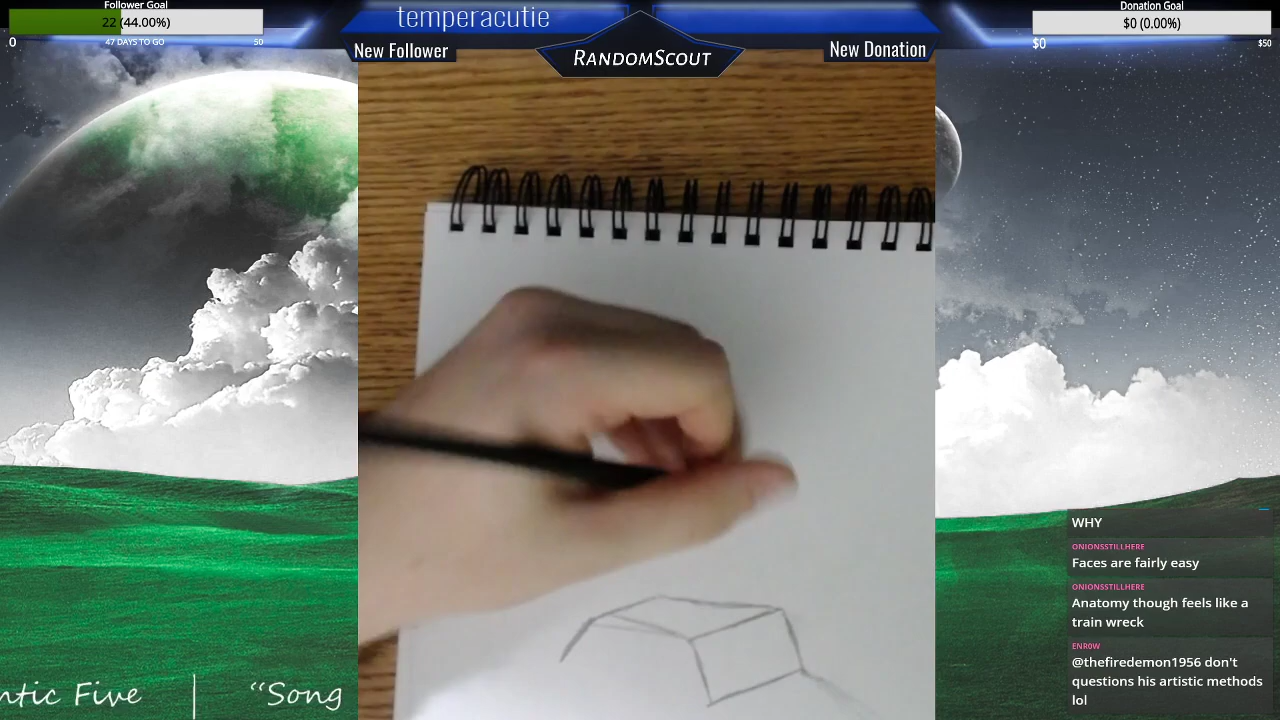 Follower Goal
22 (44.00%)
0
47 DAYS TO GO
50
temperacutie
New Follower
RANDOMSCOUT
New Donation
Donation Goal
$0 (0.00%)
$0
$50
WHY
ONIONSSTILLHERE
Faces are fairly easy
ONIONSSTILLHERE
Anatomy though feels like a
train wreck
ENR0W
@thefiredemon1956 don't
questions his artistic methods
lol
ntic Five | “Song